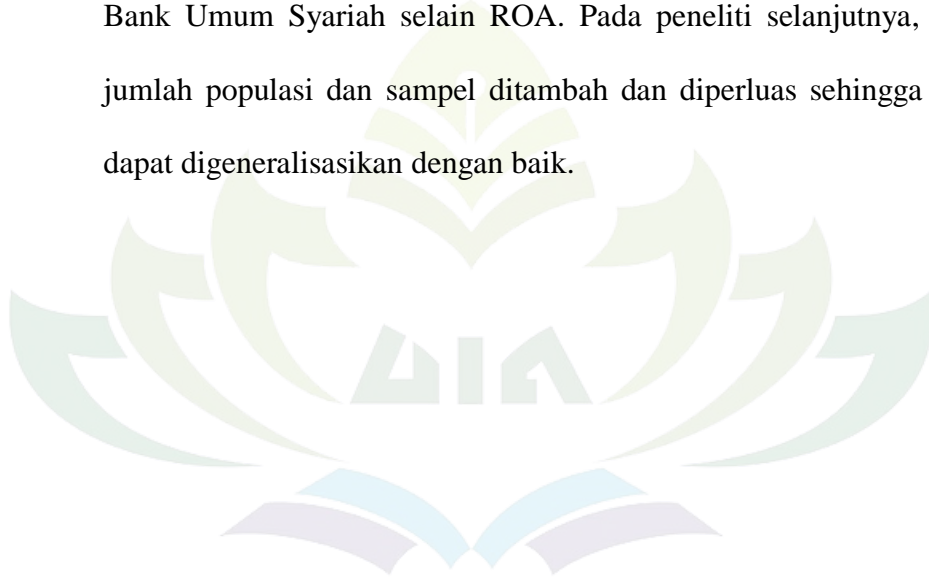 Bank Umum Syariah selain ROA. Pada peneliti selanjutnya,
jumlah populasi dan sampel ditambah dan diperluas sehingga
dapat digeneralisasikan dengan baik.
UIN